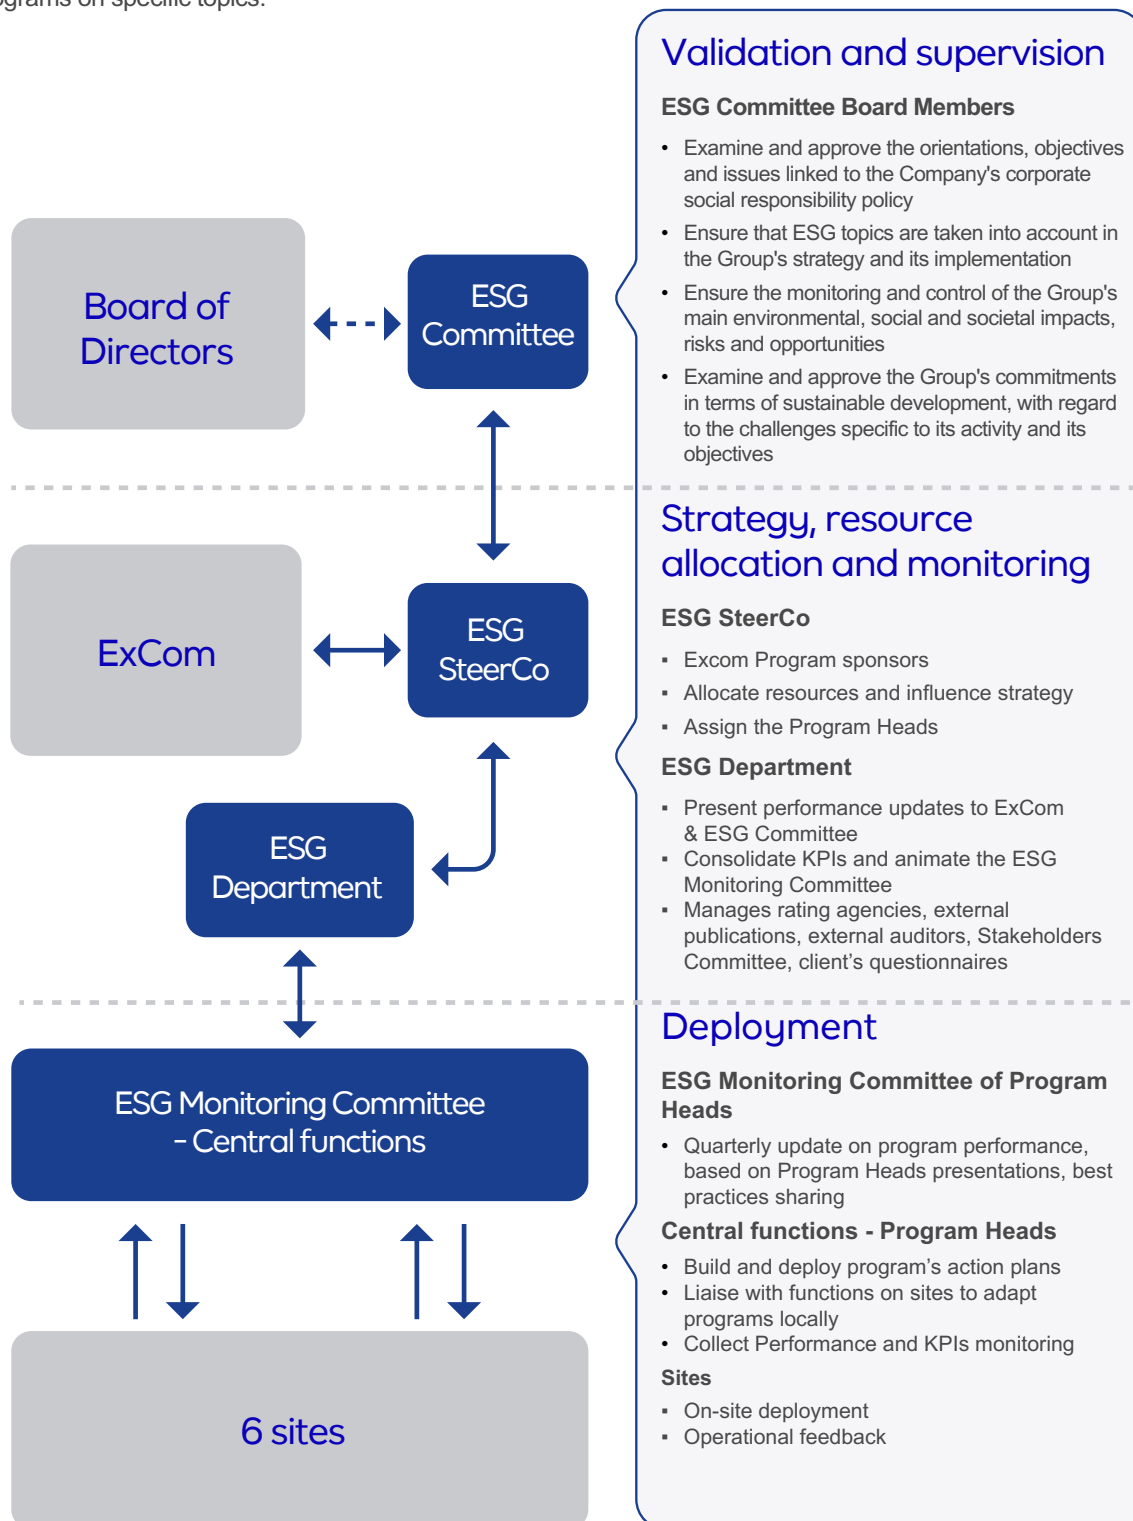 ograms on specific topics.
Board of
Directors
ESG
Committee
ExCom
ESG
SteerCo
ESG
Department
ESG Monitoring Committee
- Central functions
6 sites
Validation and supervision
ESG Committee Board Members
• Examine and approve the orientations, objectives
and issues linked to the Company's corporate
social responsibility policy
• Ensure that ESG topics are taken into account in
the Group's strategy and its implementation
• Ensure the monitoring and control of the Group's
main environmental, social and societal impacts,
risks and opportunities
• Examine and approve the Group's commitments
in terms of sustainable development, with regard
to the challenges specific to its activity and its
objectives
Strategy, resource
allocation and monitoring
ESG SteerCo
▪ Excom Program sponsors
▪ Allocate resources and influence strategy
▪ Assign the Program Heads
ESG Department
▪ Present performance updates to ExCom
& ESG Committee
▪ Consolidate KPIs and animate the ESG
Monitoring Committee
▪ Manages rating agencies, external
publications, external auditors, Stakeholders
Committee, client’s questionnaires
Deployment
ESG Monitoring Committee of Program
Heads
• Quarterly update on program performance,
based on Program Heads presentations, best
practices sharing
Central functions - Program Heads
• Build and deploy program’s action plans
• Liaise with functions on sites to adapt
programs locally
• Collect Performance and KPIs monitoring
Sites
▪ On-site deployment
▪ Operational feedback